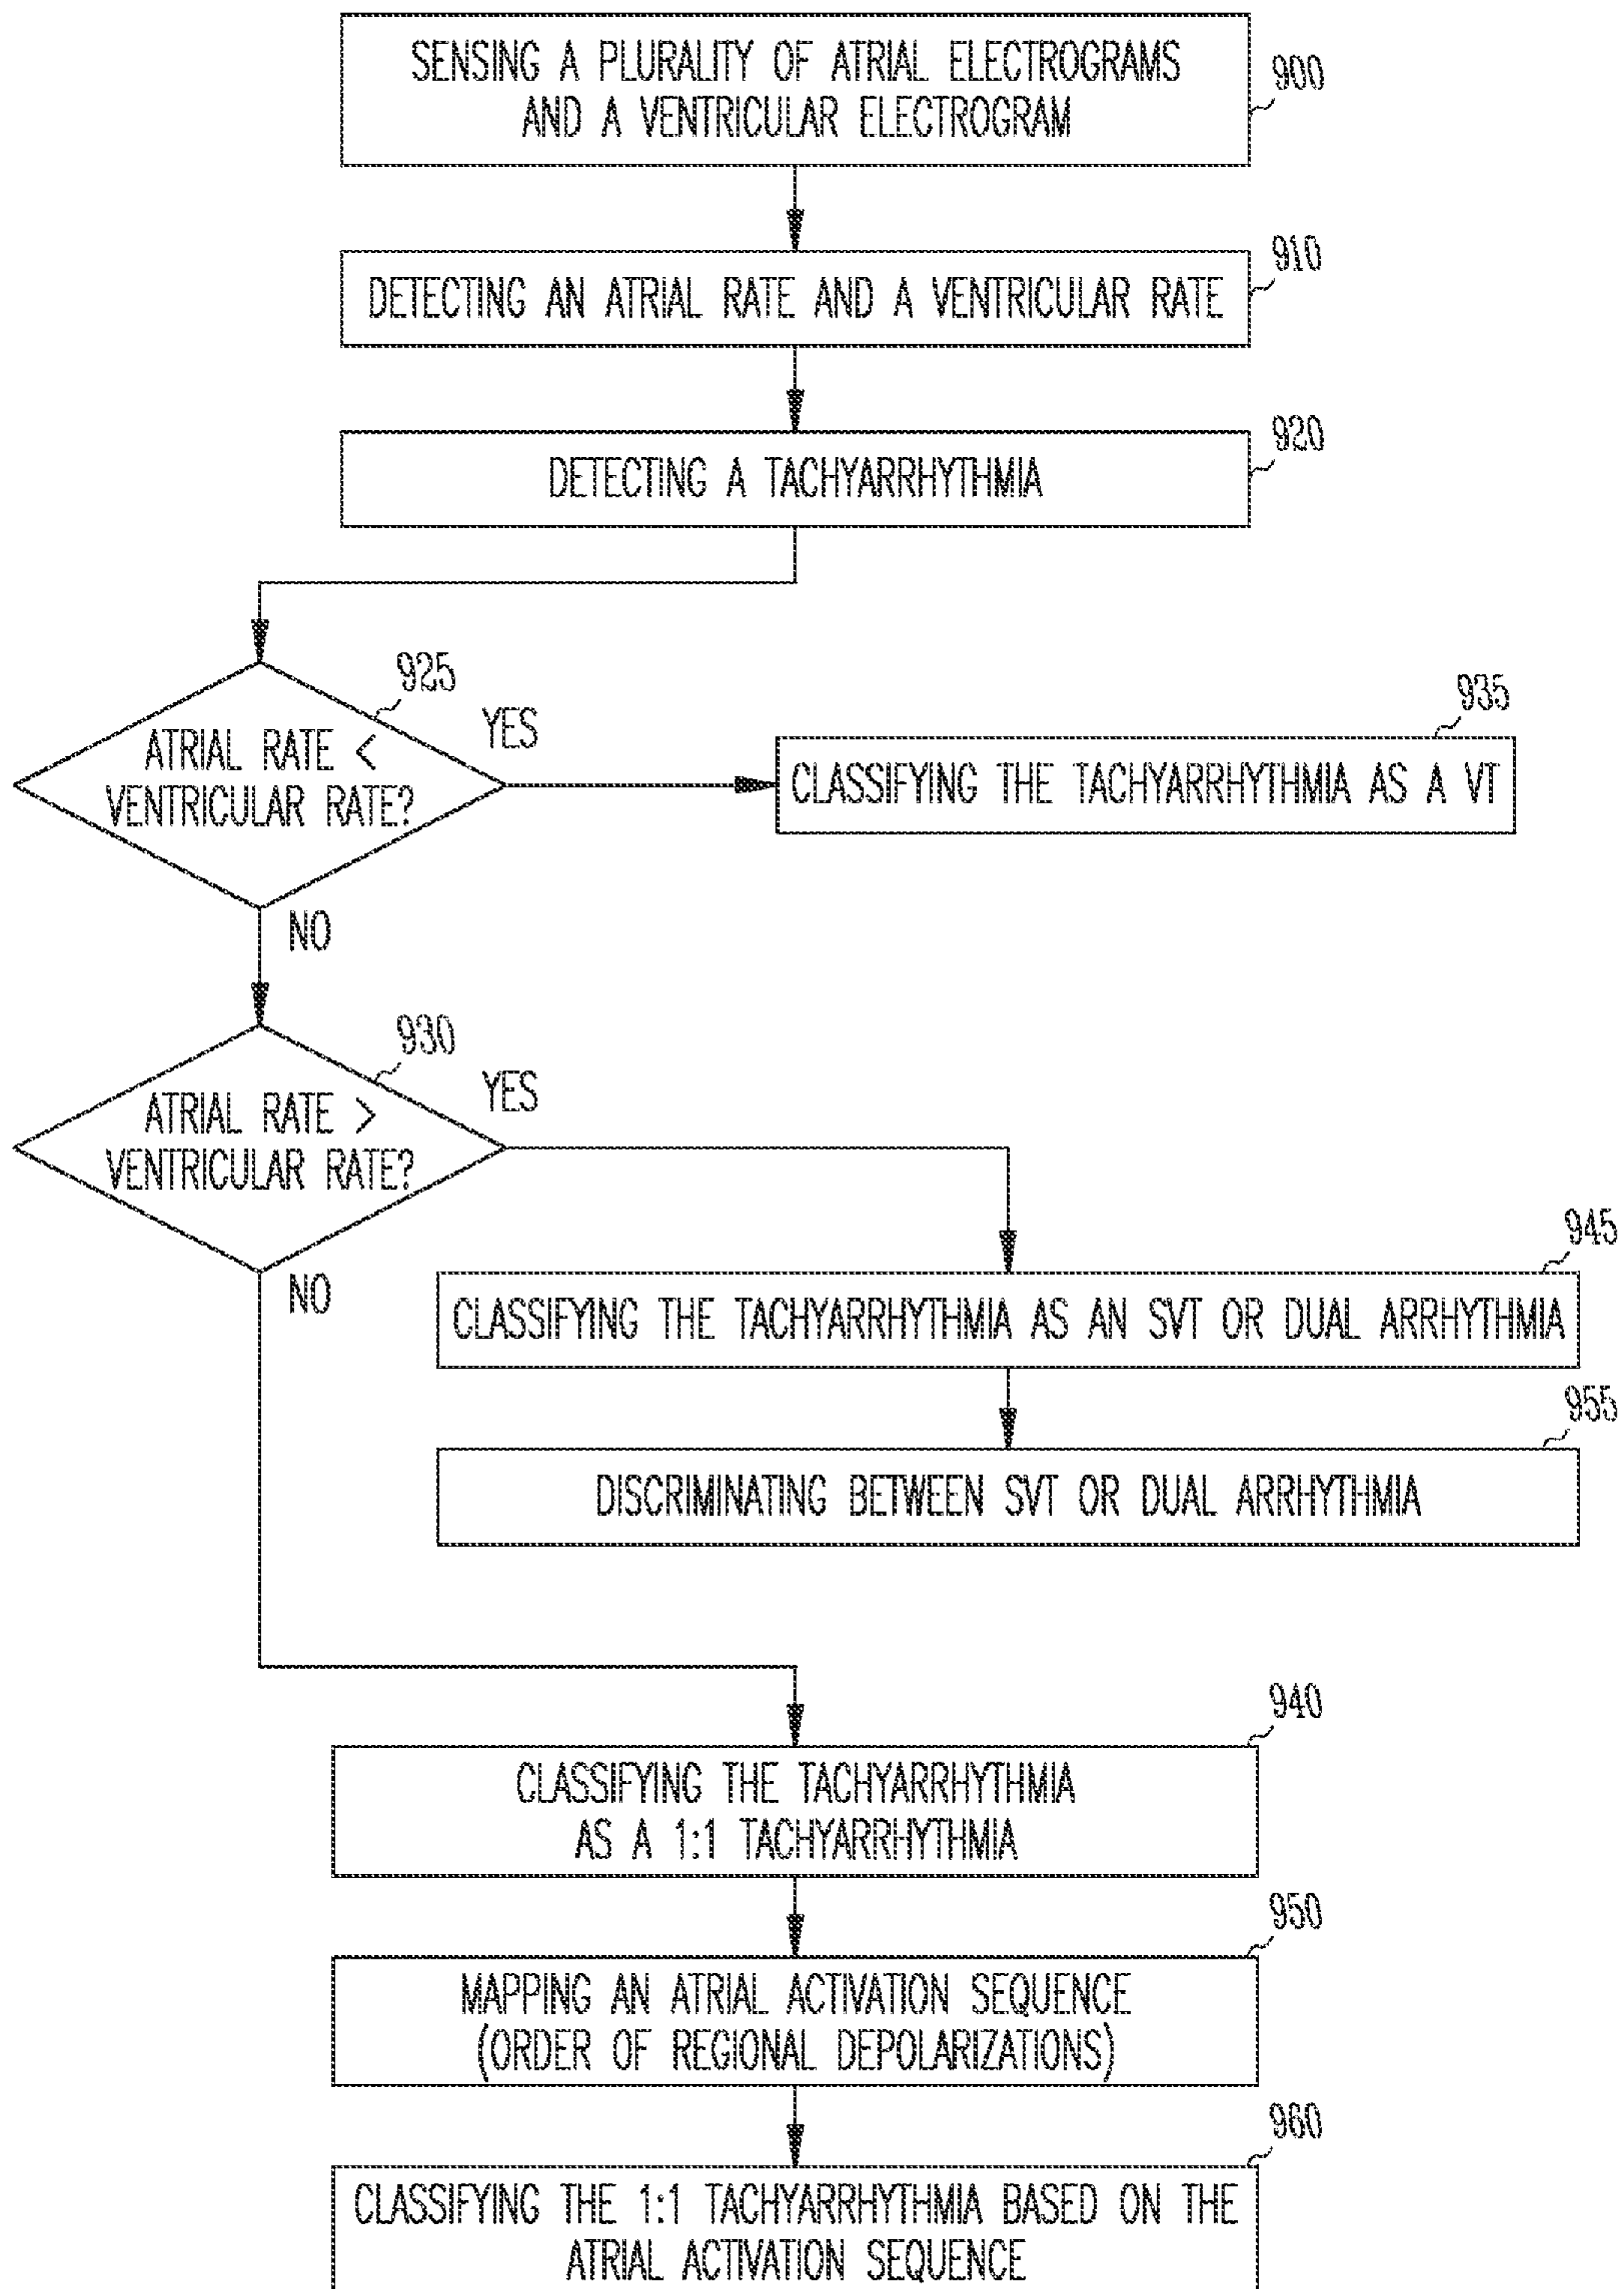 SENSING A PLURALITY OF ATRIAL ELECTROGRAMS
AND A VENTRICULAR ELECTROGRAM
900
DETECTING AN ATRIAL RATE AND A VENTRICULAR RATE
910
DETECTING A TACHYARRHYTHMIA
920
925
ATRIAL RATE <
VENTRICULAR RATE?
YES
NO
935
CLASSIFYING THE TACHYARRHYTHMIA AS A VT
930
ATRIAL RATE >
VENTRICULAR RATE?
YES
NO
945
CLASSIFYING THE TACHYARRHYTHMIA AS AN SVT OR DUAL ARRHYTHMIA
955
DISCRIMINATING BETWEEN SVT OR DUAL ARRHYTHMIA
940
CLASSIFYING THE TACHYARRHYTHMIA
AS A 1:1 TACHYARRHYTHMIA
950
MAPPING AN ATRIAL ACTIVATION SEQUENCE
(ORDER OF REGIONAL DEPOLARIZATIONS)
960
CLASSIFYING THE 1:1 TACHYARRHYTHMIA BASED ON THE
ATRIAL ACTIVATION SEQUENCE